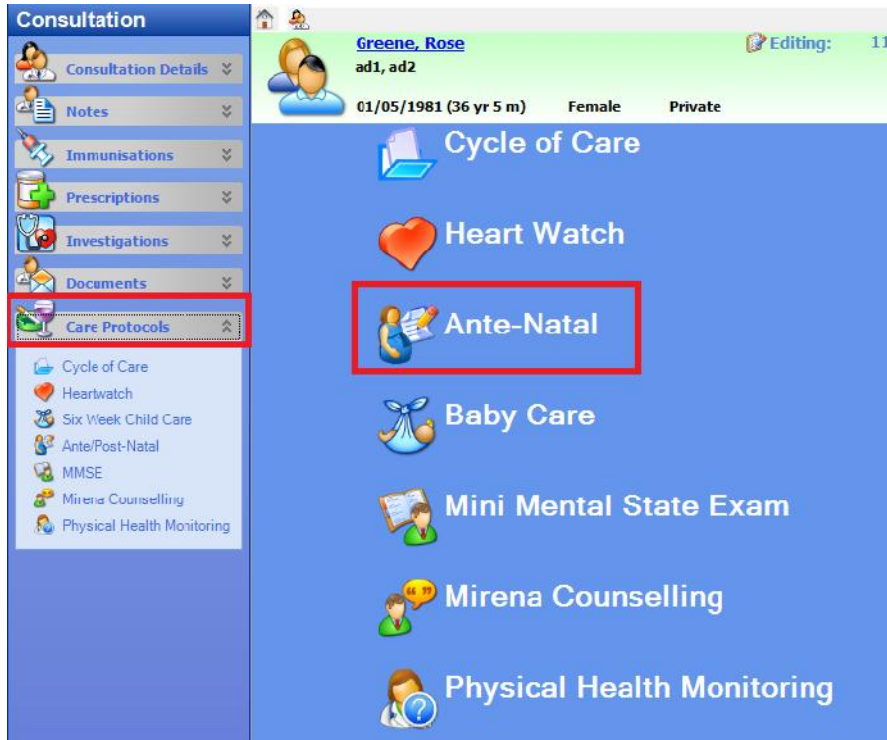 Consultation
Consultation Details
Notes
Immunisations
Prescriptions
Investigations
Documents
Care Protocols
Cycle of Care
Heartwatch
Six Week Child Care
Ante/Post-Natal
MMSE
Mirena Counselling
Physical Health Monitoring
Greene, Rose
Editing: 11
ad1, ad2
01/05/1981 (36 yr 5 m) Female Private
Cycle of Care
Heart Watch
Ante-Natal
Baby Care
Mini Mental State Exam
Mirena Counselling
Physical Health Monitoring